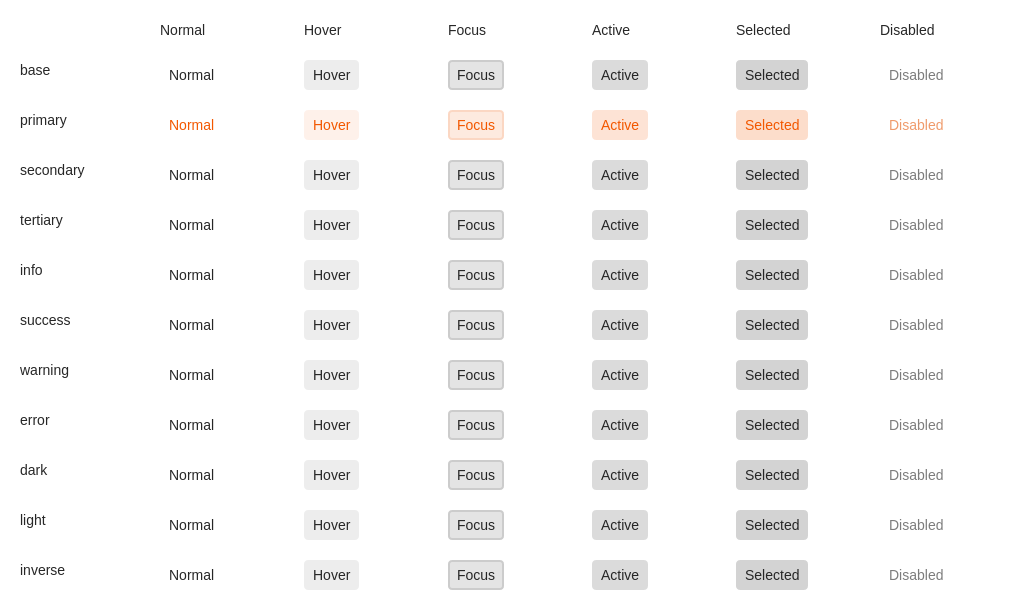 Normal Hover Focus Active Selected Disabled
base Normal Hover Focus Active Selected Disabled
primary Normal Hover Focus Active Selected Disabled
secondary Normal Hover Focus Active Selected Disabled
tertiary Normal Hover Focus Active Selected Disabled
info Normal Hover Focus Active Selected Disabled
success Normal Hover Focus Active Selected Disabled
warning Normal Hover Focus Active Selected Disabled
error Normal Hover Focus Active Selected Disabled
dark Normal Hover Focus Active Selected Disabled
light Normal Hover Focus Active Selected Disabled
inverse Normal Hover Focus Active Selected Disabled